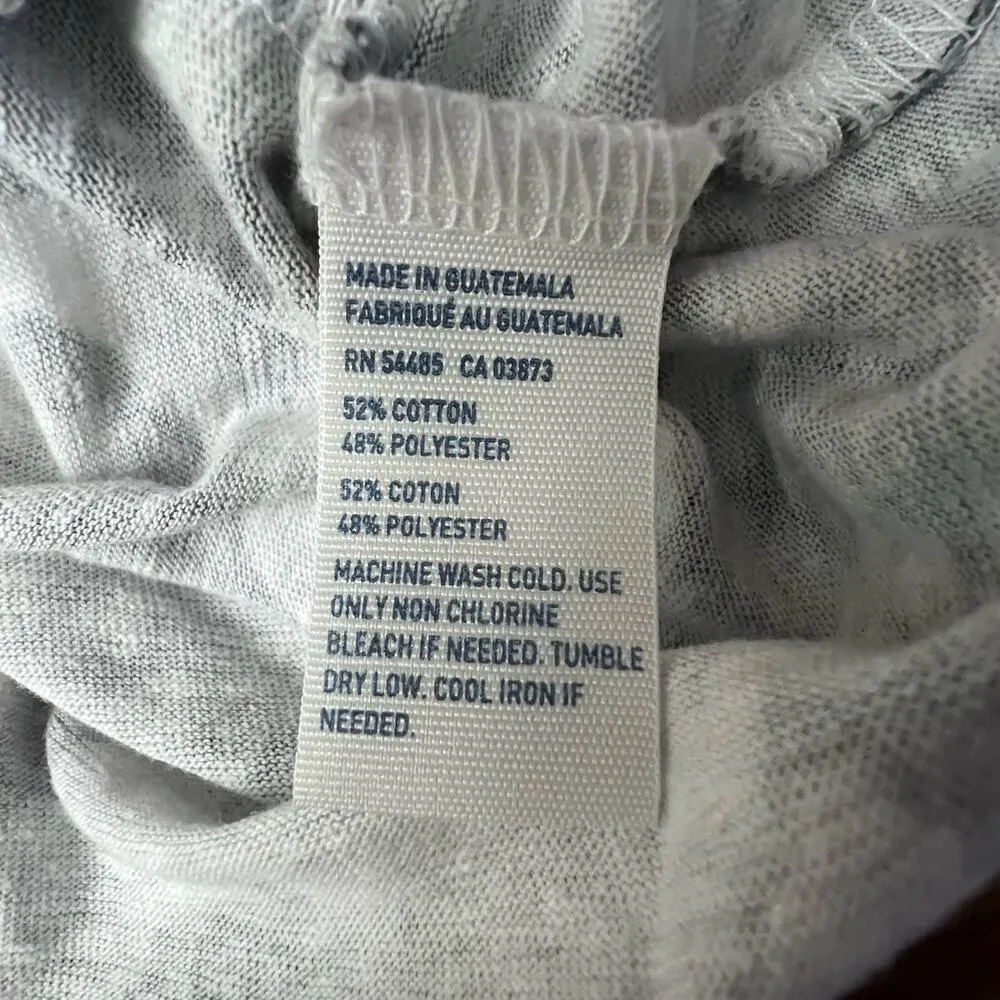 MADE IN GUATEMALA
FABRIQUÉ AU GUATEMALA
RN 54485 CA 03873
52% COTTON
48% POLYESTER
52% COTON
48% POLYESTER
MACHINE WASH COLD. USE
ONLY NON CHLORINE
BLEACH IF NEEDED. TUMBLE
DRY LOW. COOL IRON IF
NEEDED.